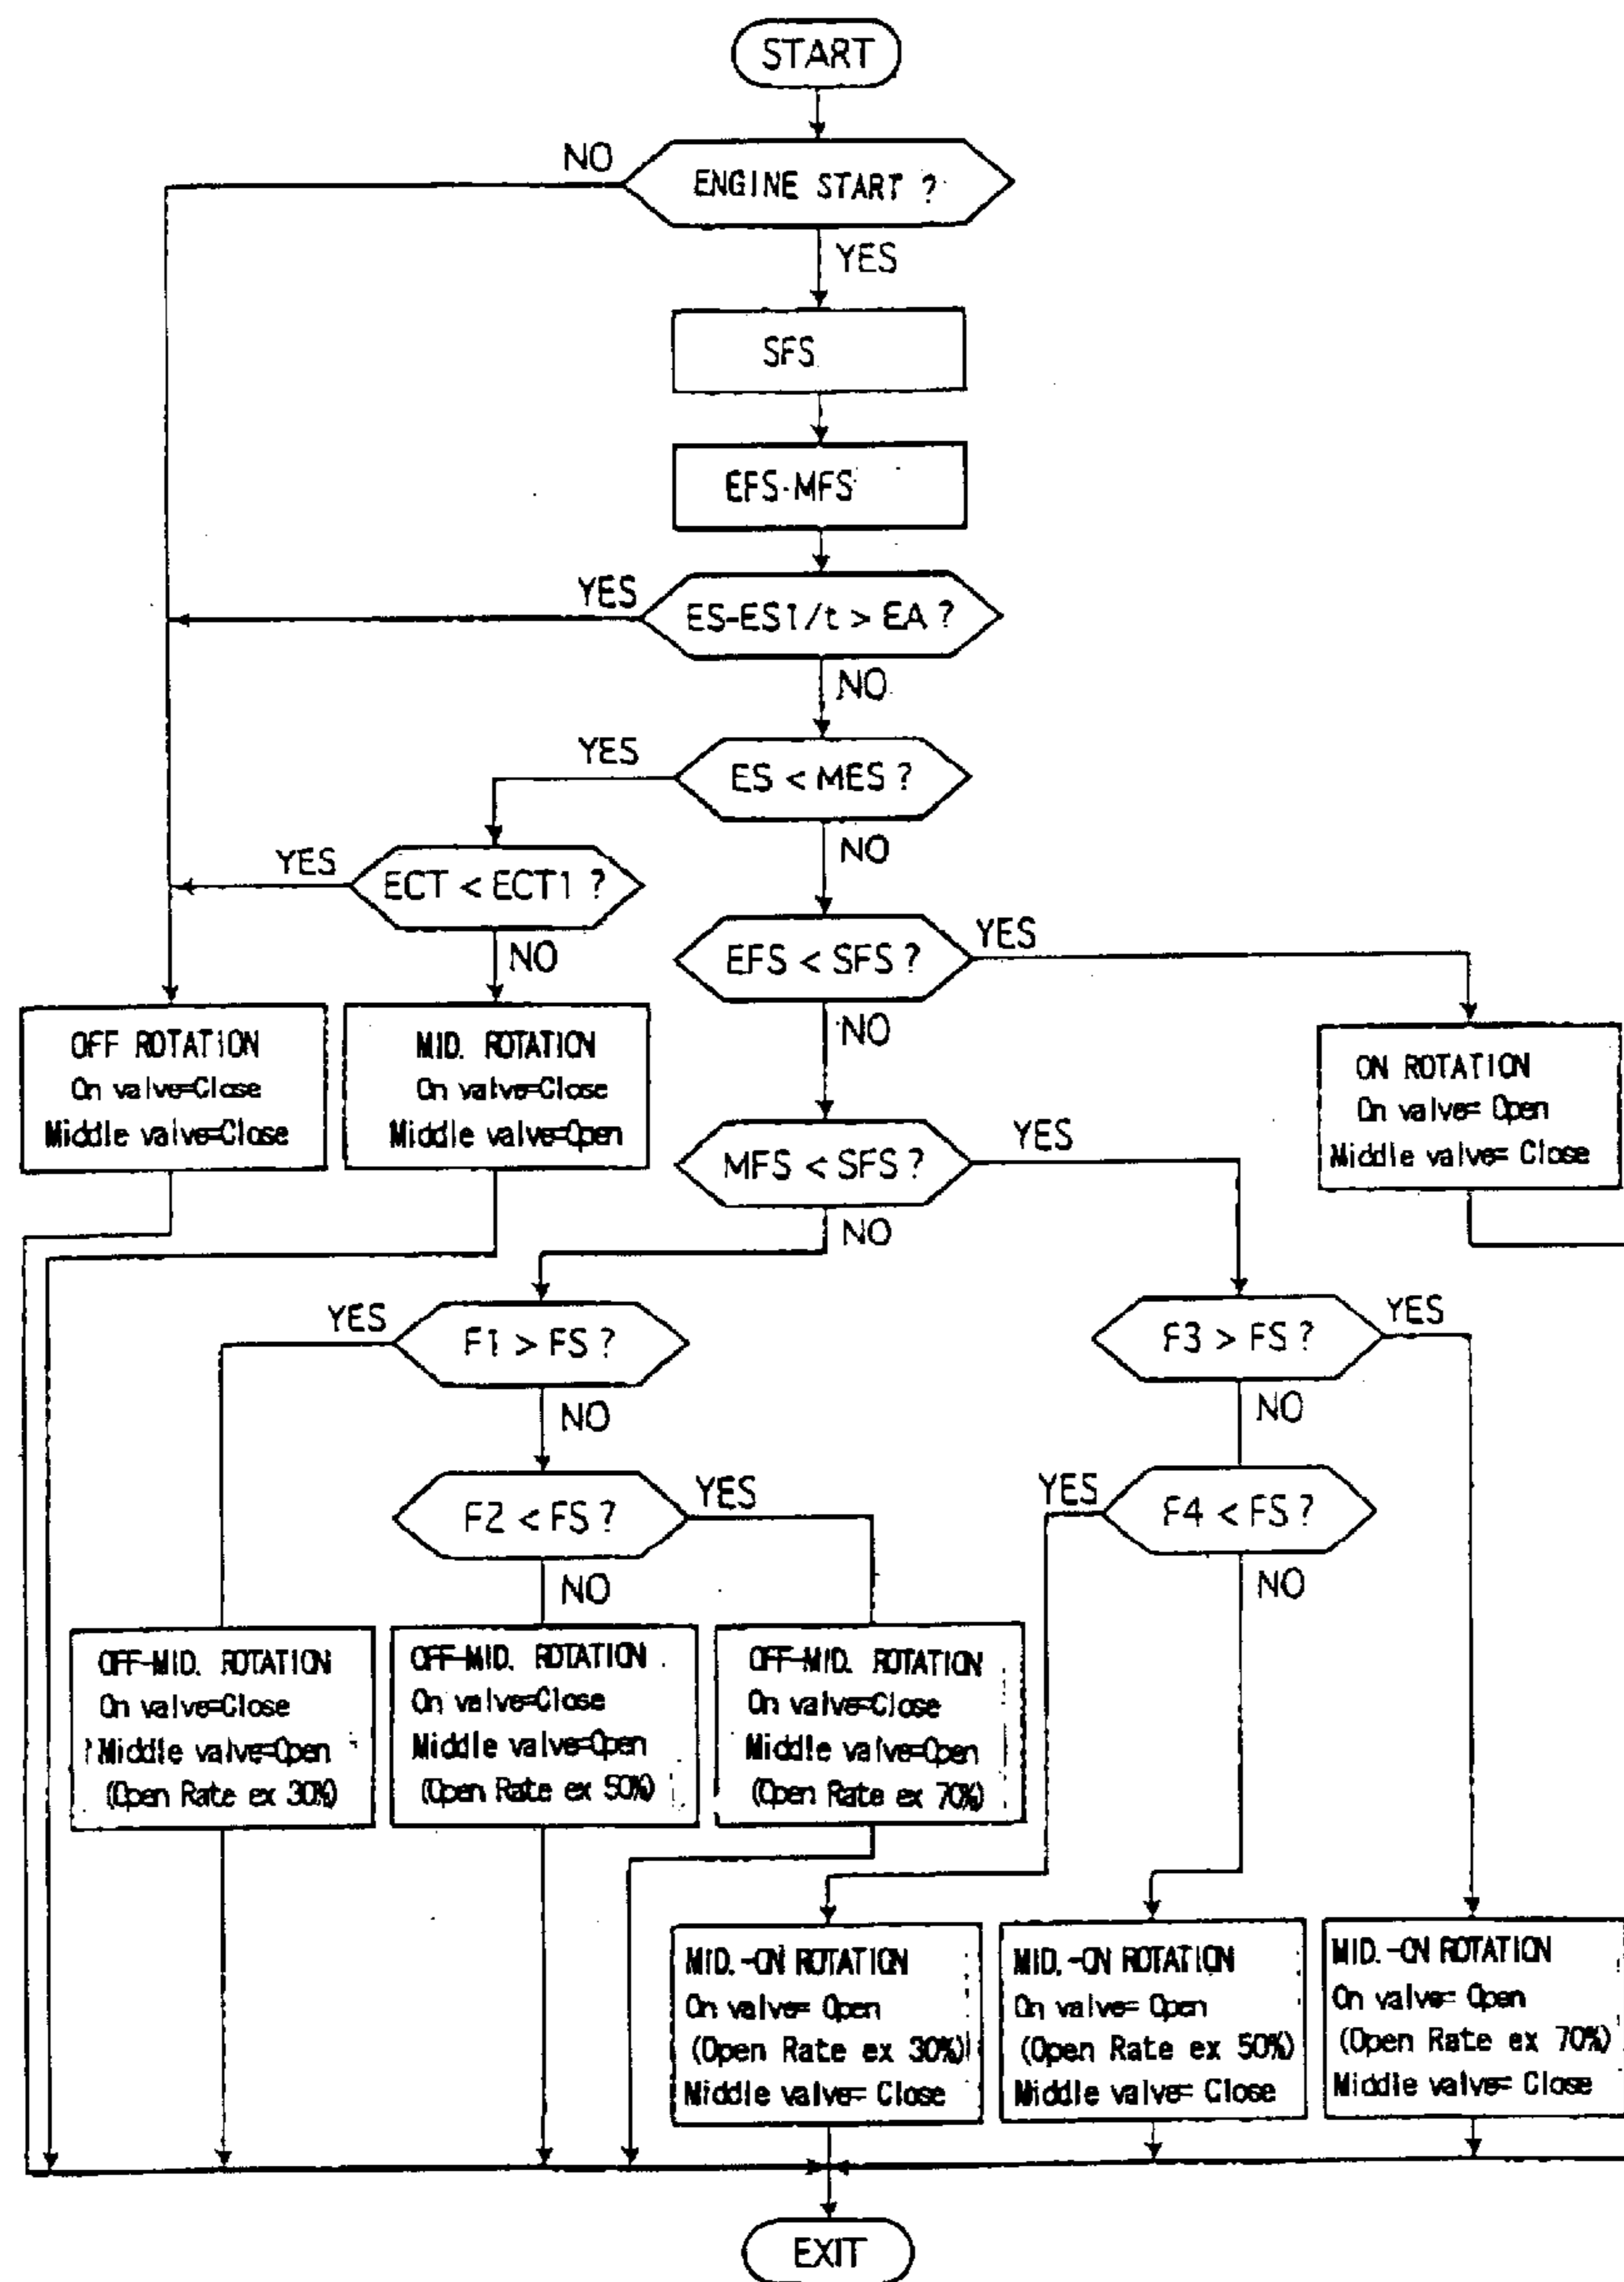 START
NO
ENGINE START ?
YES
SFS
EFS-MFS
YES
ES-ES1/t > EA ?
NO
YES
ES < MES ?
NO
YES
ECT < ECT1 ?
NO
EFS < SFS ?
YES
NO
OFF ROTATION
On valve=Close
Middle valve=Close
MID. ROTATION
On valve=Close
Middle valve=Open
ON ROTATION
On valve= Open
Middle valve= Close
MFS < SFS ?
YES
NO
YES
F1 > FS ?
NO
F3 > FS ?
YES
NO
F2 < FS ?
YES
NO
YES
F4 < FS ?
NO
OFF-MID. ROTATION
On valve=Close
Middle valve=Open
(Open Rate ex 30%)
OFF-MID. ROTATION
On valve=Close
Middle valve=Open
(Open Rate ex 50%)
OFF-MID. ROTATION
On valve=Close
Middle valve=Open
(Open Rate ex 70%)
MID.-ON ROTATION
On valve= Open
(Open Rate ex 30%)
Middle valve= Close
MID.-ON ROTATION
On valve= Open
(Open Rate ex 50%)
Middle valve= Close
MID.-ON ROTATION
On valve= Open
(Open Rate ex 70%)
Middle valve= Close
EXIT